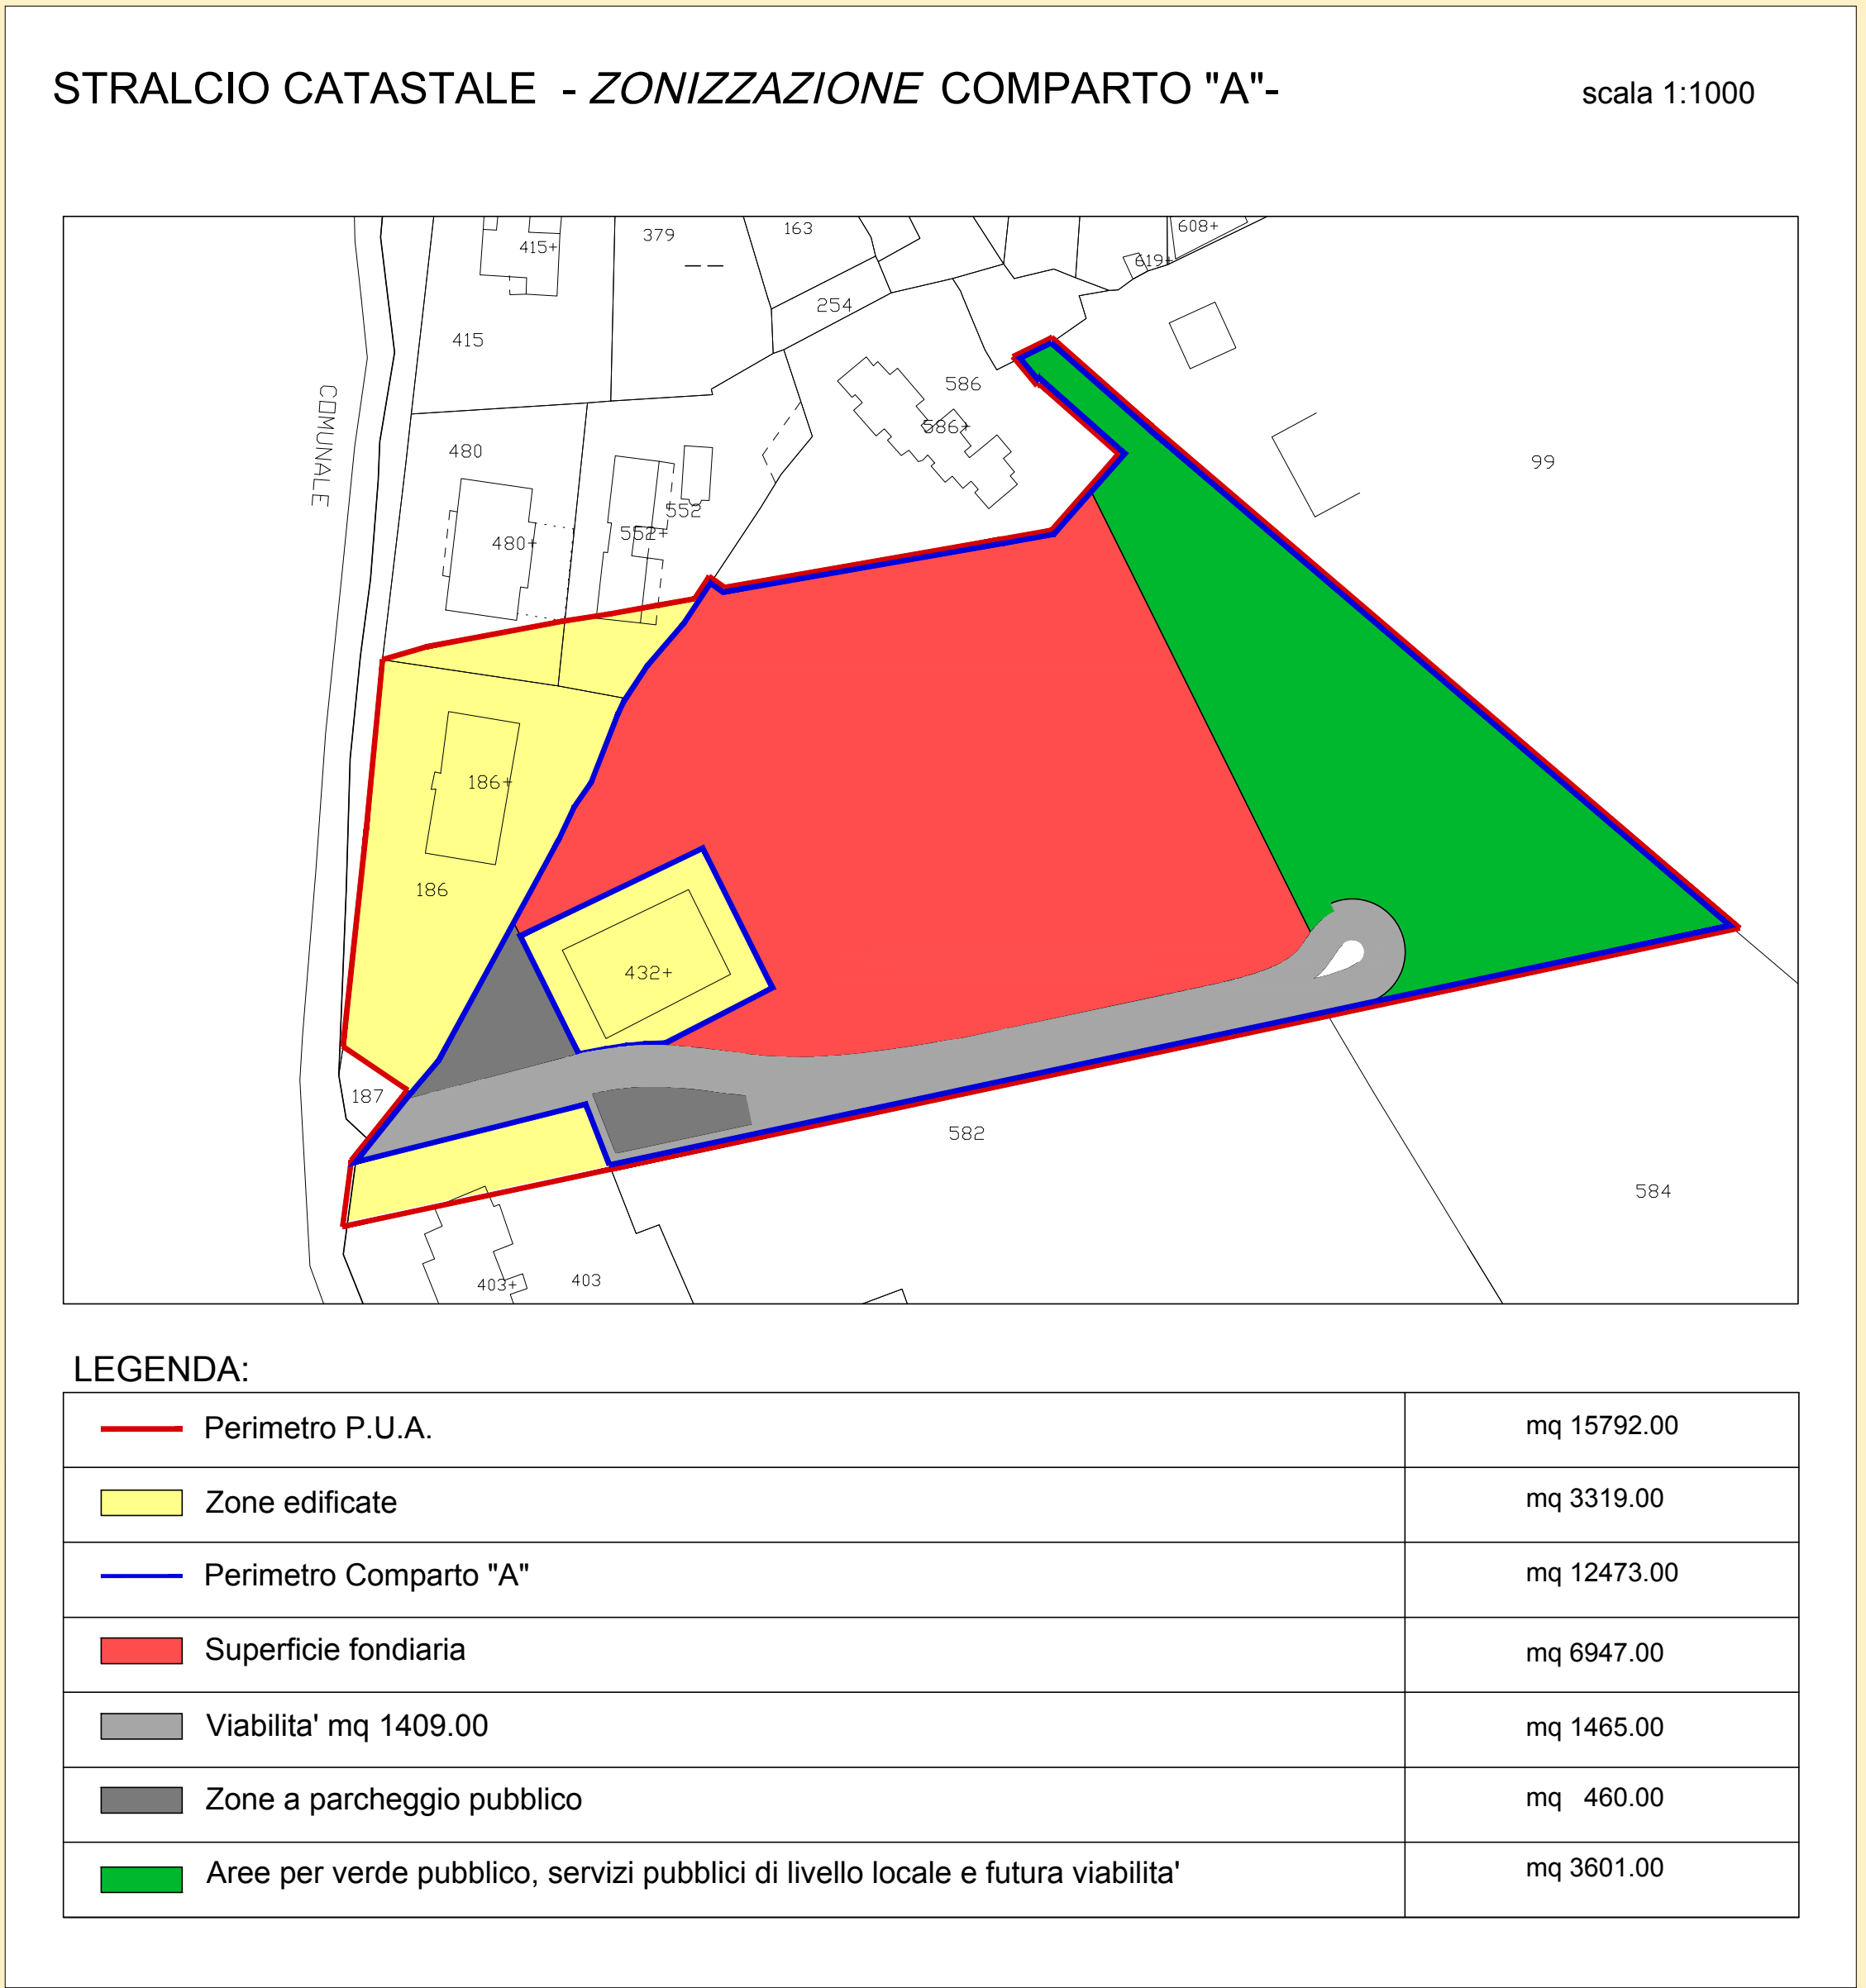 STRALCIO CATASTALE - ZONIZZAZIONE COMPARTO "A"- scala 1:1000
608+
163
379
415+
619+
254
415
586
COMUNALE
586+
480
99
552
552+
480+
186+
186
432+
187
582
584
403+
403
LEGENDA:
Perimetro P.U.A. mq 15792.00
Zone edificate mq 3319.00
Perimetro Comparto "A" mq 12473.00
Superficie fondiaria mq 6947.00
Viabilita' mq 1409.00 mq 1465.00
Zone a parcheggio pubblico mq 460.00
Aree per verde pubblico, servizi pubblici di livello locale e futura viabilita' mq 3601.00